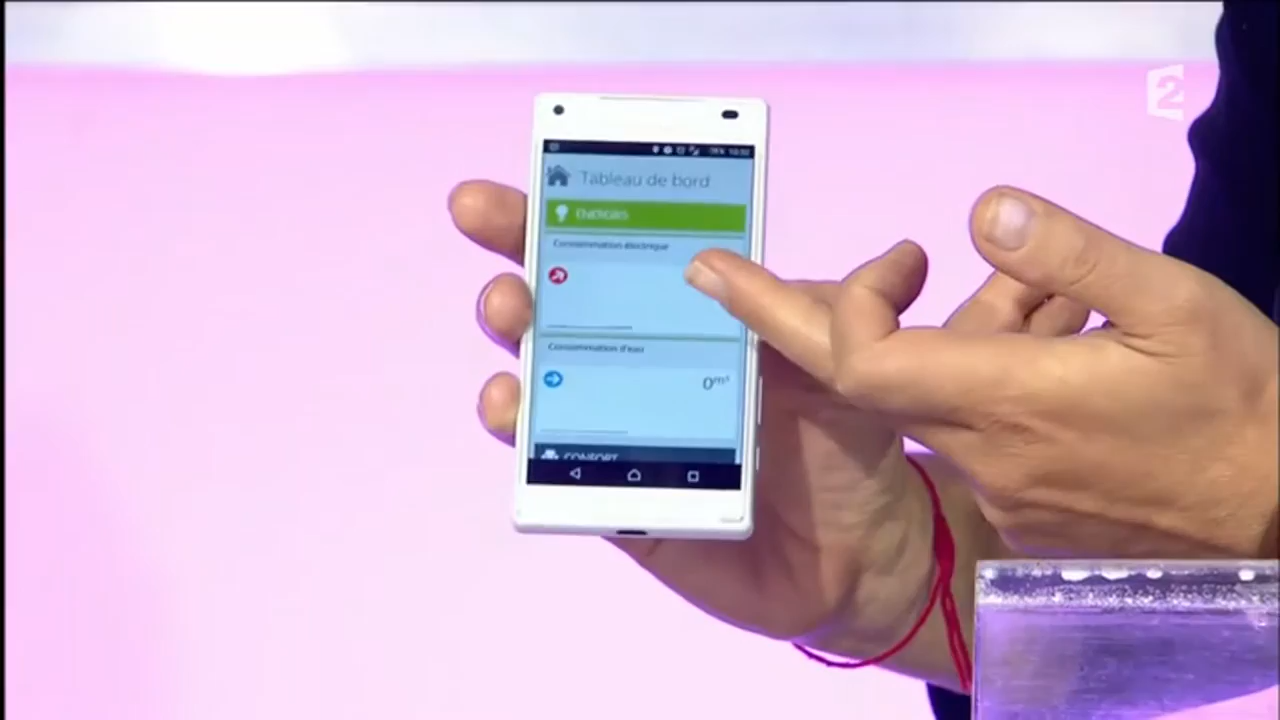 2
Tableau de bord
ÉNERGIES
Consommation électrique
Consommation d'eau
0m³
CONFORT